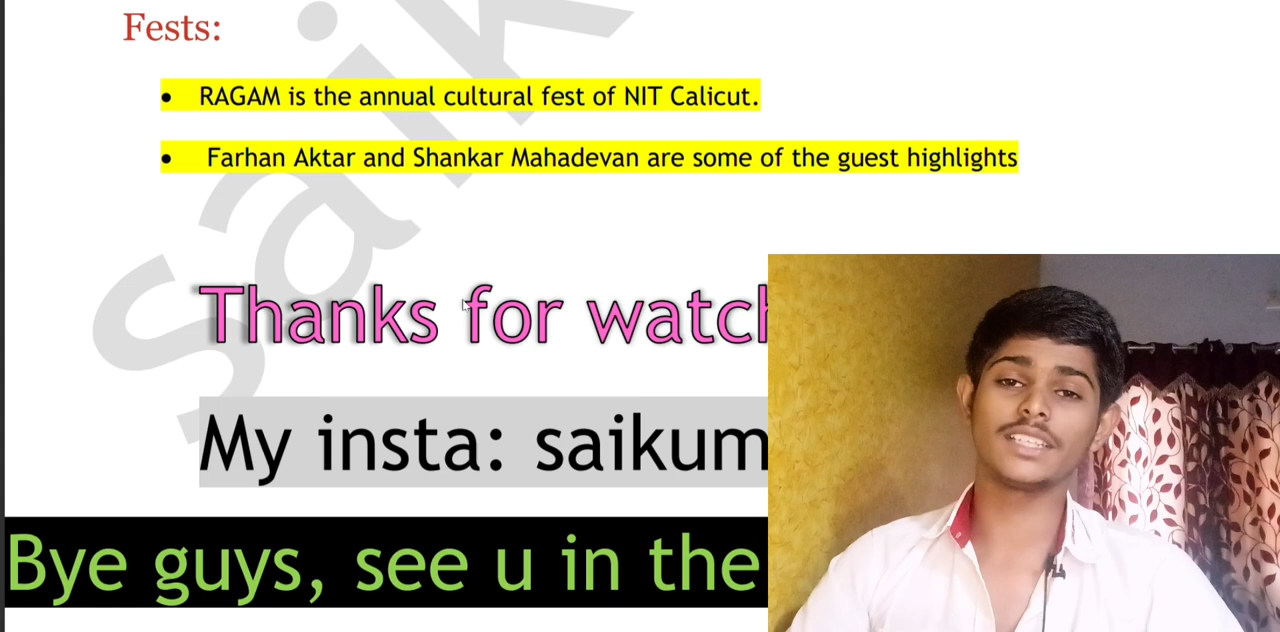 Fests:
• RAGAM is the annual cultural fest of NIT Calicut.
• Farhan Aktar and Shankar Mahadevan are some of the guest highlights
Saik
Thanks for watch
My insta: saikum
Bye guys, see u in the